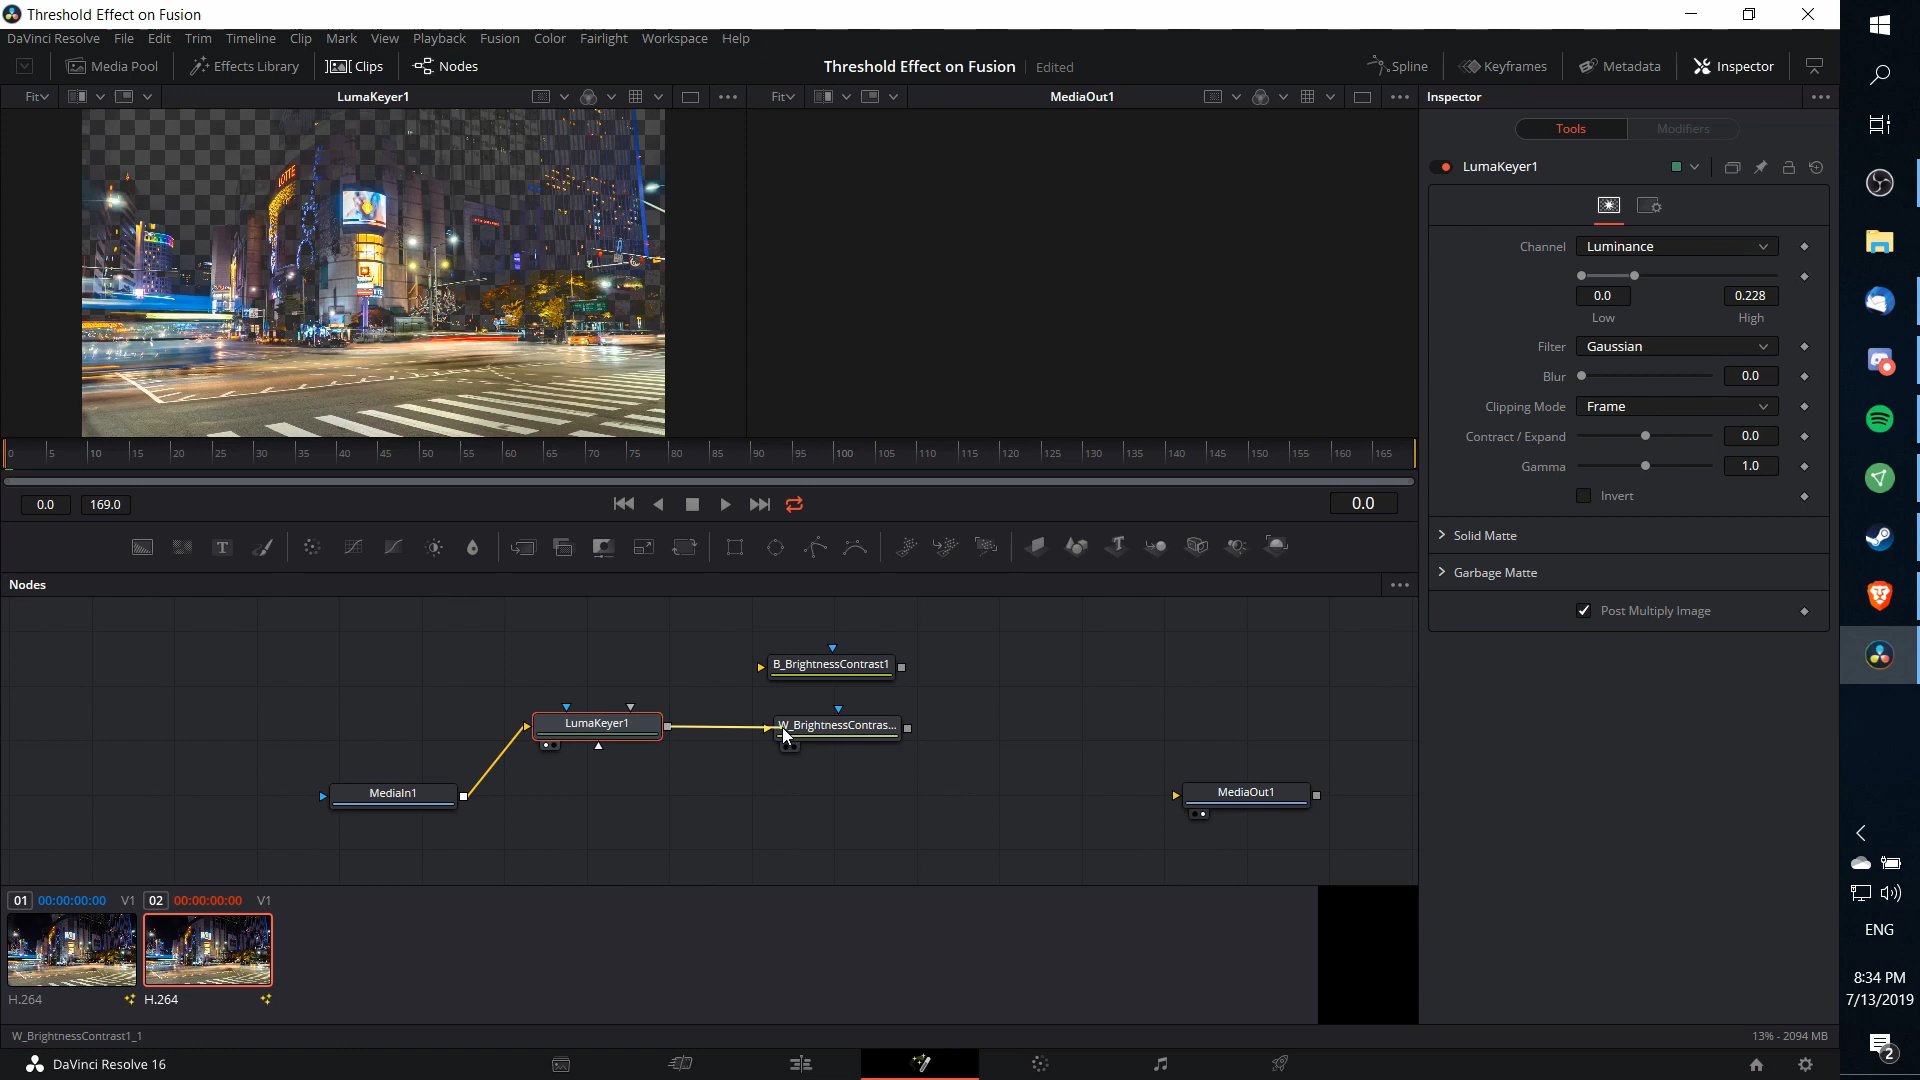 Threshold Effect on Fusion
DaVinci Resolve File Edit Trim Timeline Clip Mark View Playback Fusion Color Fairlight Workspace Help
Media Pool Effects Library Clips Nodes Threshold Effect on Fusion Edited Spline Keyframes Metadata Inspector
Fit LumaKeyer1 Fit MediaOut1 Inspector
Tools Modifiers
LumaKeyer1
LOTTE
Channel Luminance
0.0 0.228
Low High
Filter Gaussian
Blur 0.0
Clipping Mode Frame
Contract / Expand 0.0
Gamma 1.0
Invert
0 5 10 15 20 25 30 35 40 45 50 55 60 65 70 75 80 85 90 95 100 105 110 115 120 125 130 135 140 145 150 155 160 165
0.0 169.0 0.0
Solid Matte
Garbage Matte
Post Multiply Image
Nodes
B_BrightnessContrast1
LumaKeyer1
W_BrightnessContras...
MediaIn1
MediaOut1
01 00:00:00:00 V1 02 00:00:00:00 V1
H.264 H.264
W_BrightnessContrast1_1
13% - 2094 MB
DaVinci Resolve 16
ENG
8:34 PM
7/13/2019
2